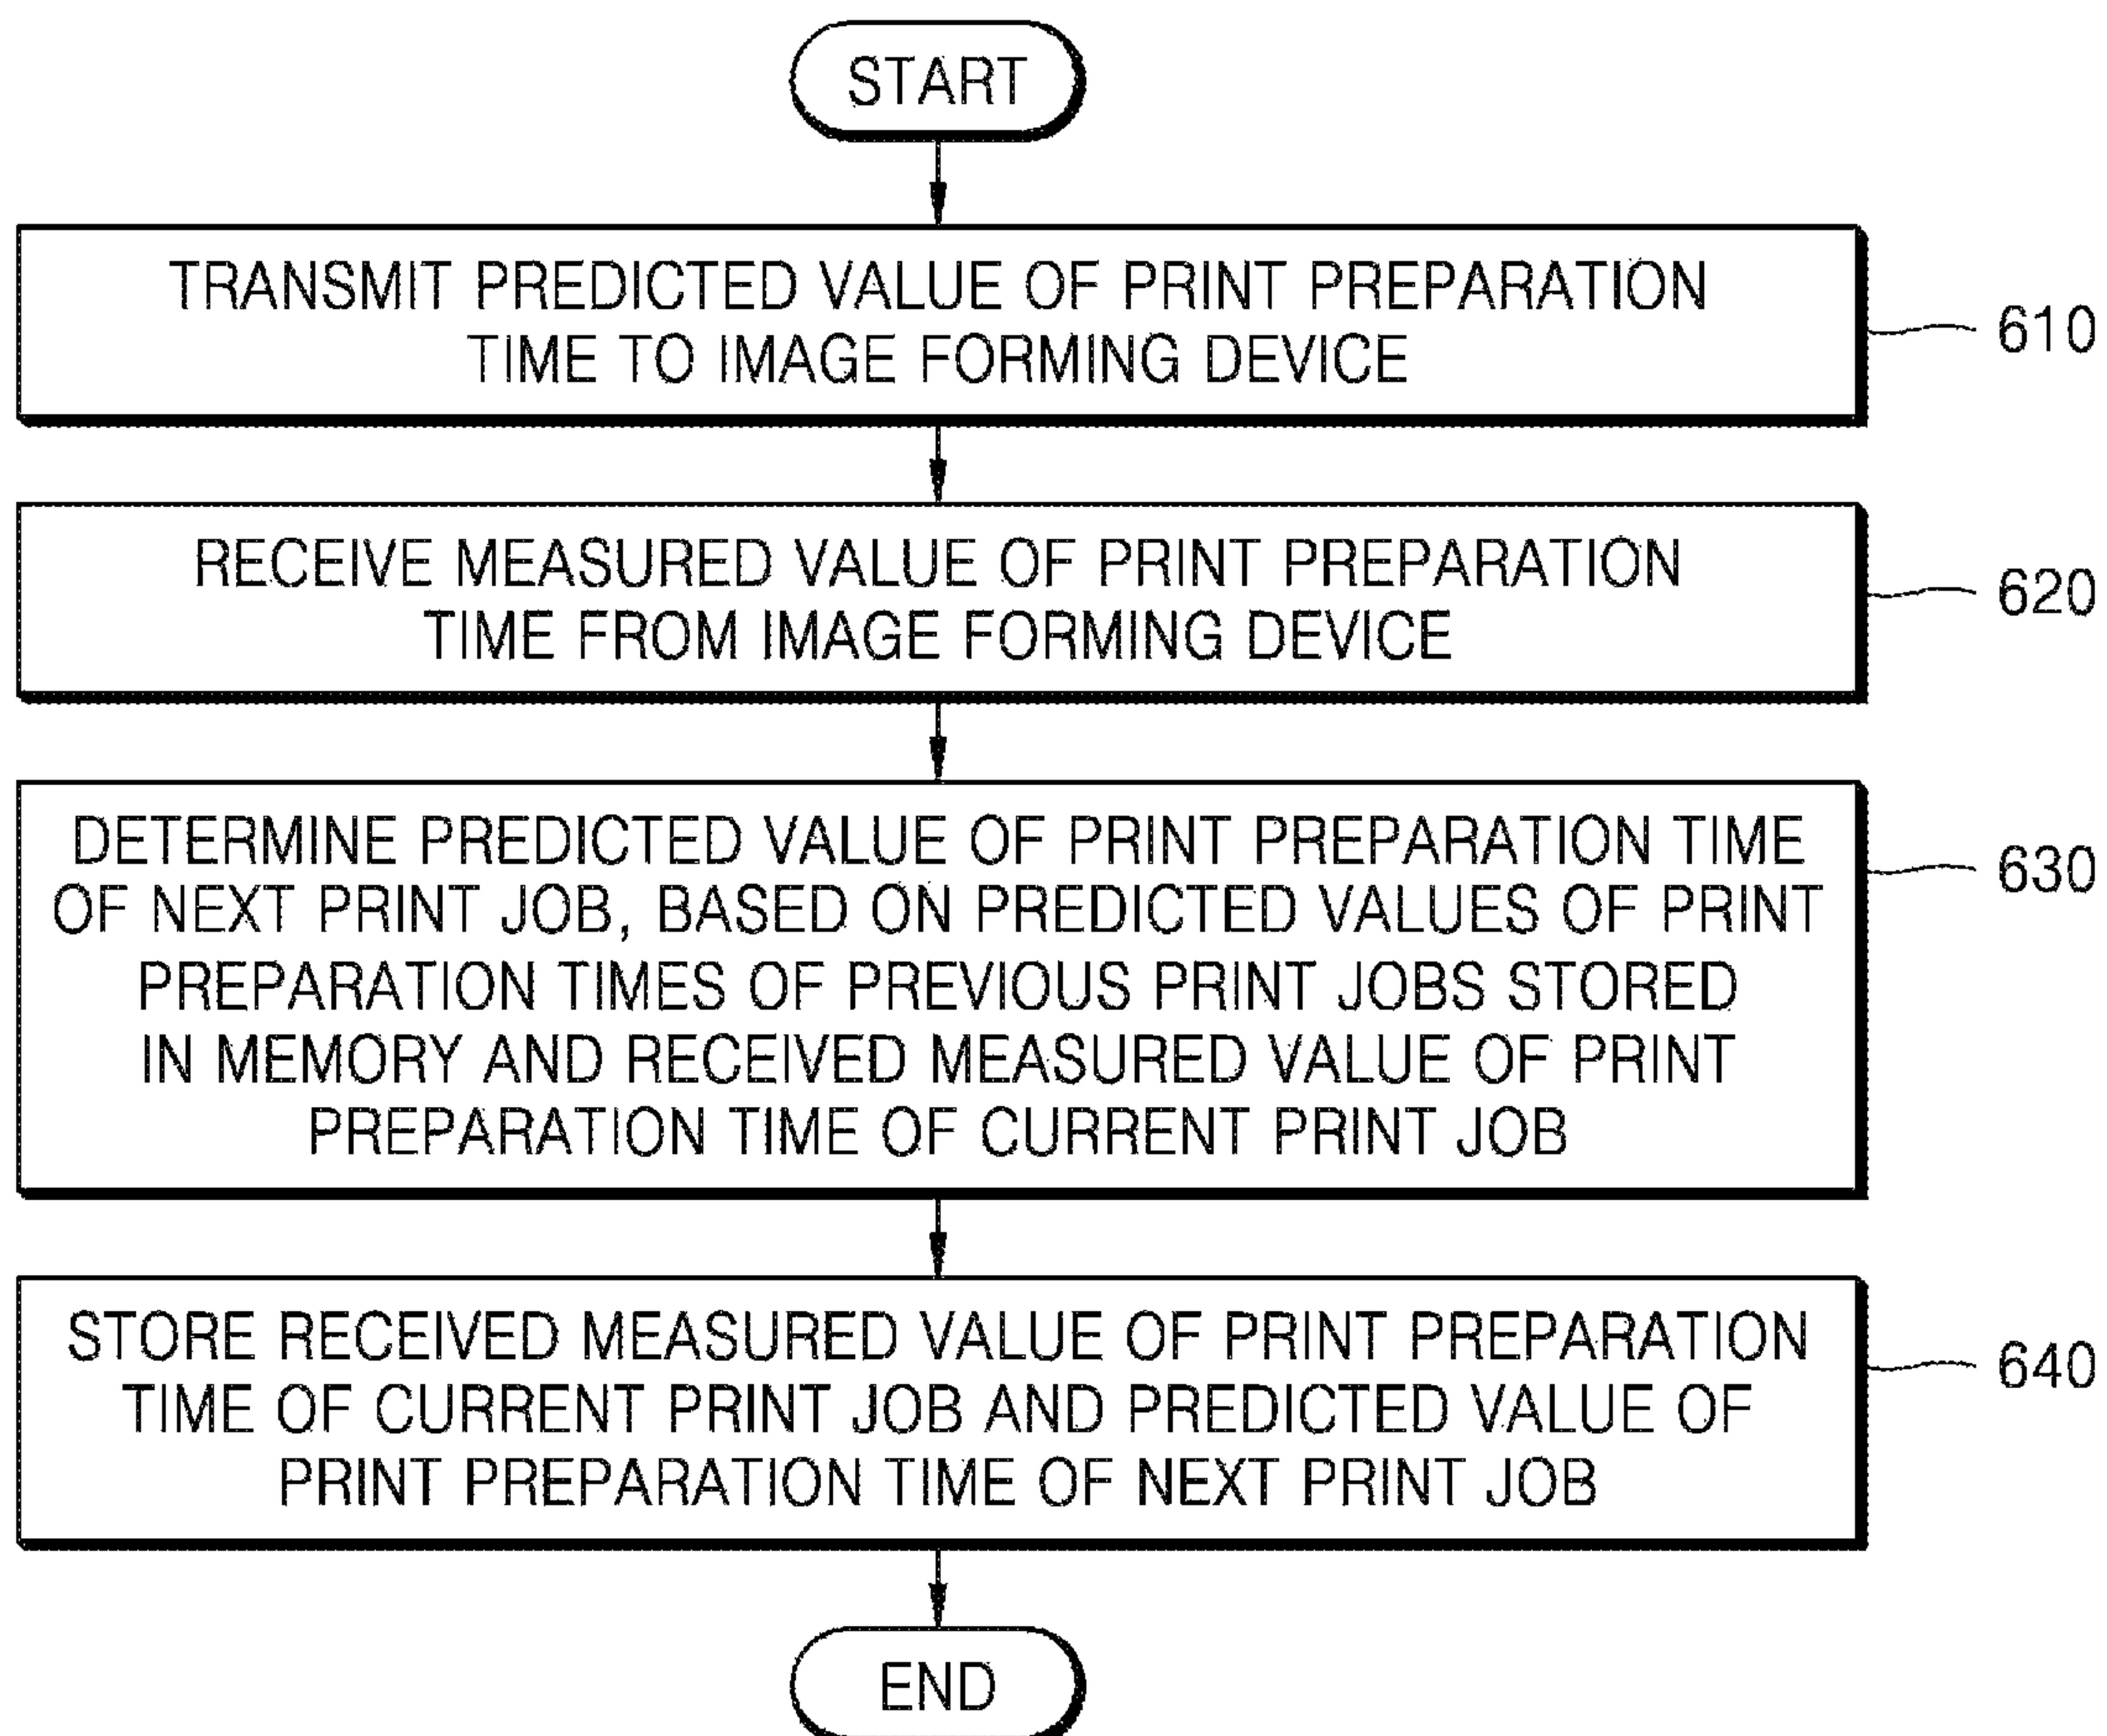 START
TRANSMIT PREDICTED VALUE OF PRINT PREPARATION
TIME TO IMAGE FORMING DEVICE
610
RECEIVE MEASURED VALUE OF PRINT PREPARATION
TIME FROM IMAGE FORMING DEVICE
620
DETERMINE PREDICTED VALUE OF PRINT PREPARATION TIME
OF NEXT PRINT JOB, BASED ON PREDICTED VALUES OF PRINT
PREPARATION TIMES OF PREVIOUS PRINT JOBS STORED
IN MEMORY AND RECEIVED MEASURED VALUE OF PRINT
PREPARATION TIME OF CURRENT PRINT JOB
630
STORE RECEIVED MEASURED VALUE OF PRINT PREPARATION
TIME OF CURRENT PRINT JOB AND PREDICTED VALUE OF
PRINT PREPARATION TIME OF NEXT PRINT JOB
640
END